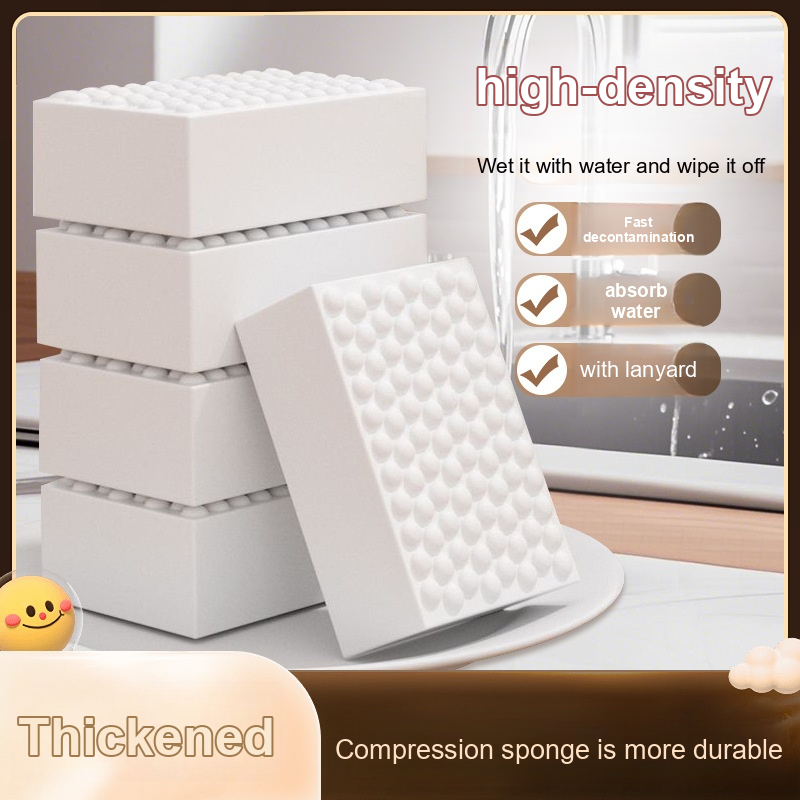 high-density
Wet it with water and wipe it off
Fast
decontamination
absorb
water
with lanyard
Thickened
Compression sponge is more durable